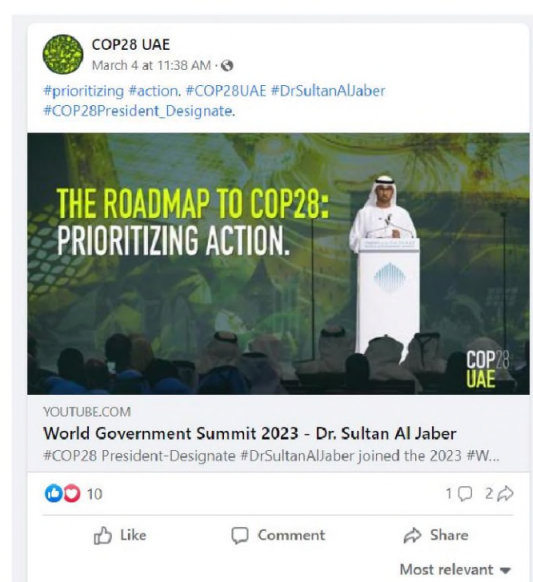 COP28 UAE
March 4 at 11:38 AM ·
#prioritizing #action. #COP28UAE #DrSultanAlJaber
#COP28President_Designate.
THE ROADMAP TO COP28:
PRIORITIZING ACTION.
COP28
UAE
YOUTUBE.COM
World Government Summit 2023 - Dr. Sultan Al Jaber
#COP28 President-Designate #DrSultanAlJaber joined the 2023 #W...
10
1 2
Like Comment Share
Most relevant